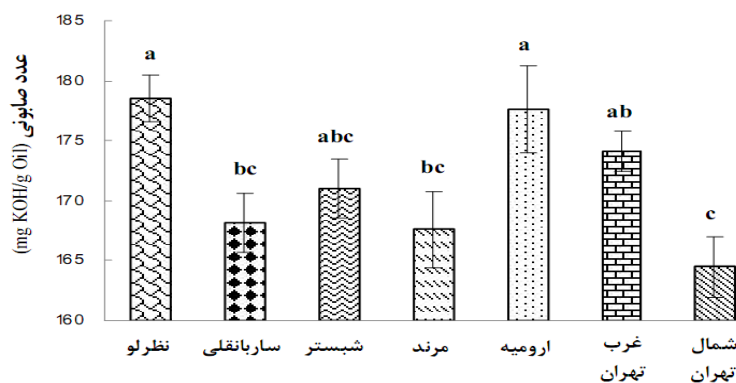 عدد صابونی (mg KOH/g Oil)
185
180
175
170
165
160
a
bc
abc
bc
a
ab
c
نظرلو
ساربانقلی
شبستر
مرند
ارومیه
غرب
تهران
شمال
تهران